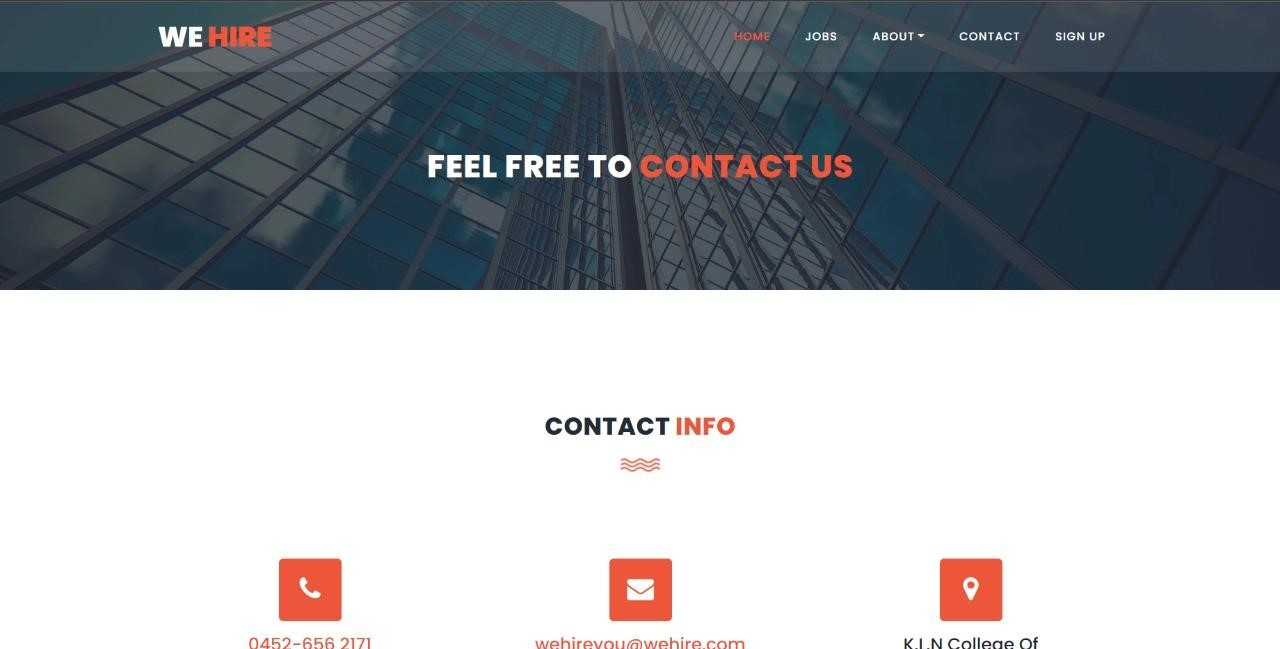 WE HIRE
HOME JOBS ABOUT CONTACT SIGN UP
FEEL FREE TO CONTACT US
CONTACT INFO
0452-656 2171 wehireyou@wehire.com K.L.N College Of